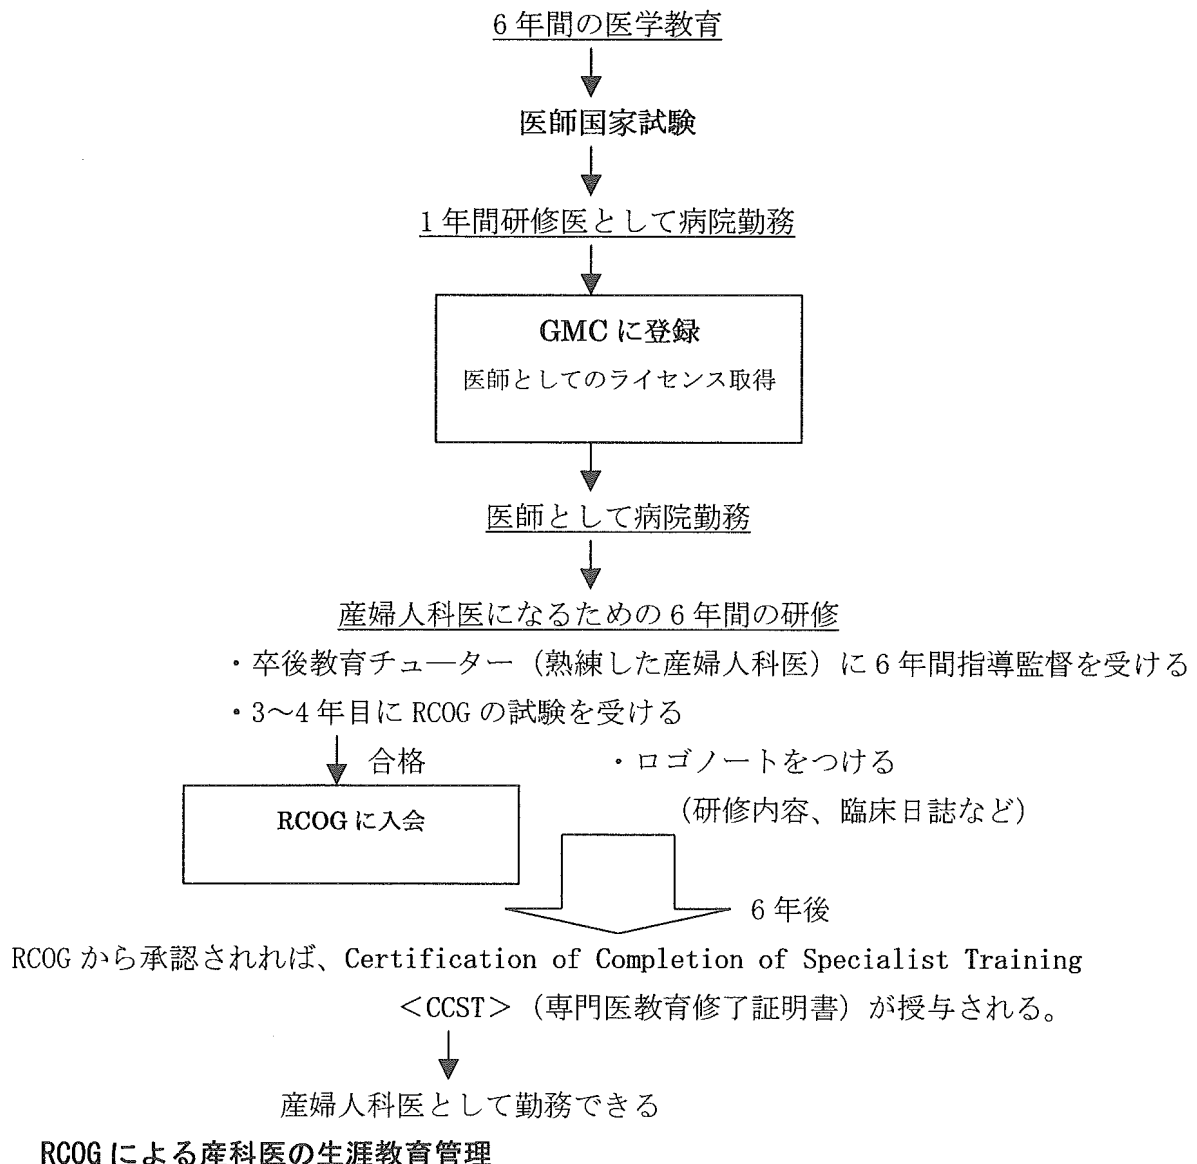 6年間の医学教育
医師国家試験
1年間研修医として病院勤務
GMCに登録
医師としてのライセンス取得
医師として病院勤務
産婦人科医になるための6年間の研修
・卒後教育チュ―ター（熟練した産婦人科医）に6年間指導監督を受ける
・3～4年目にRCOGの試験を受ける
合格
・ロゴノートをつける
（研修内容、臨床日誌など）
RCOGに入会
6年後
RCOGから承認されれば、Certification of Completion of Specialist Training
＜CCST＞（専門医教育修了証明書）が授与される。
産婦人科医として勤務できる
RCOGによる産科医の生涯教育管理